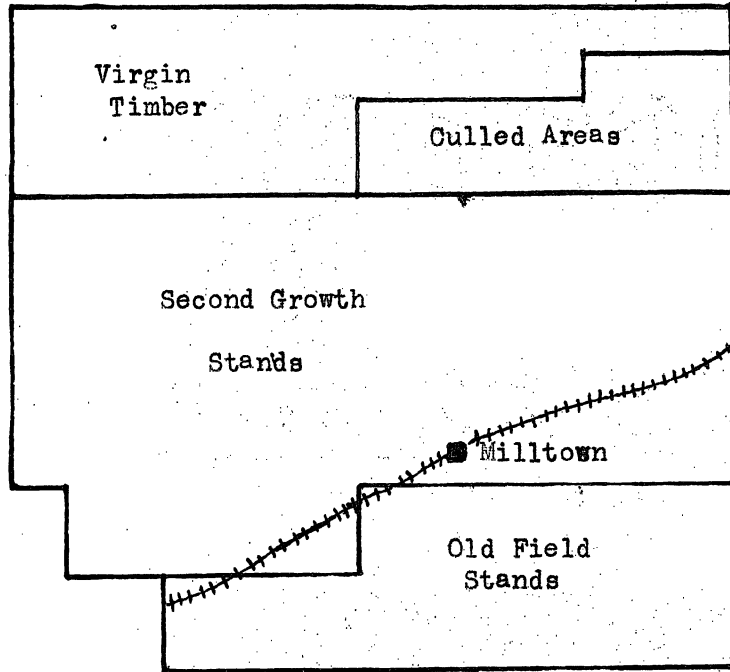 Virgin
Timber
Culled Areas
Second Growth
Stands
Milltown
Old Field
Stands